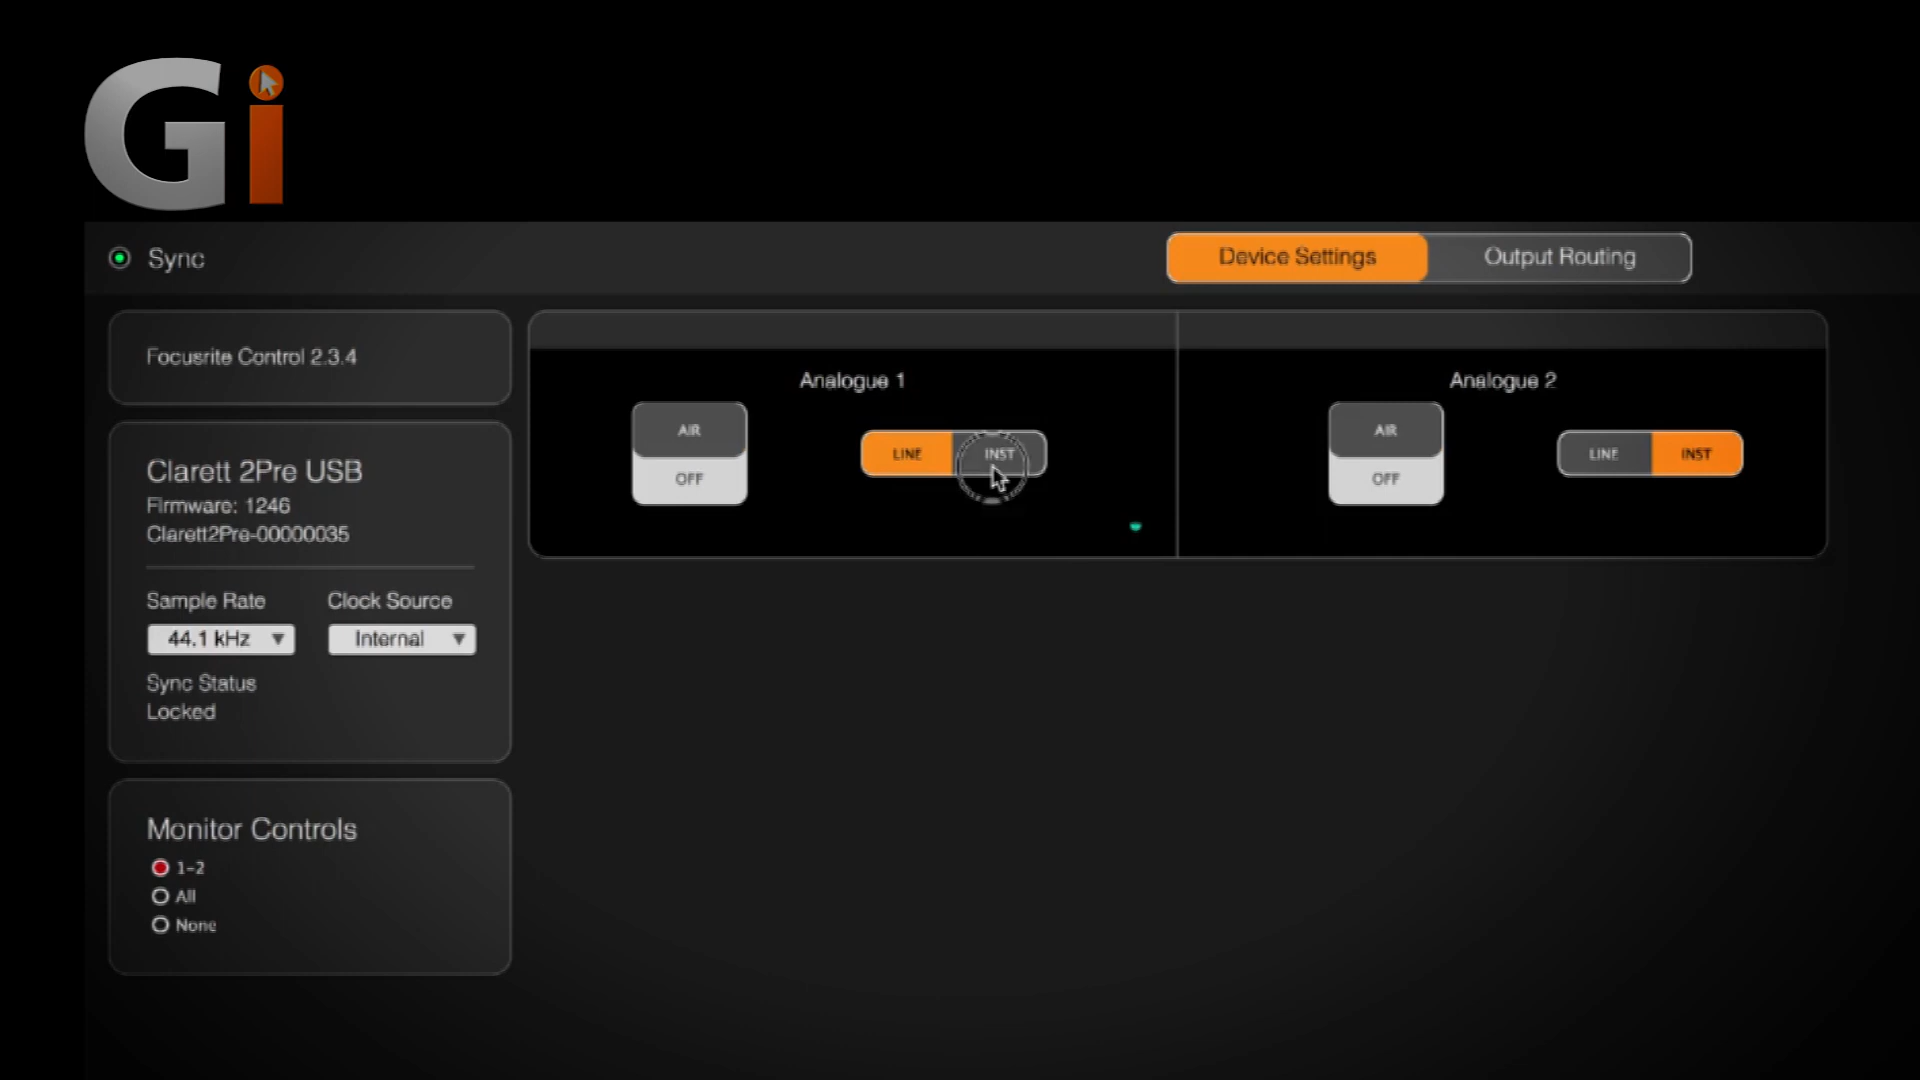 Gi
Sync
Device Settings
Output Routing
Focusrite Control 2.3.4
Analogue 1
Analogue 2
AIR
OFF
LINE
INST
AIR
OFF
LINE
INST
Clarett 2Pre USB
Firmware: 1246
Clarett2Pre-00000035
Sample Rate
Clock Source
44.1 kHz
Internal
Sync Status
Locked
Monitor Controls
1-2
All
None